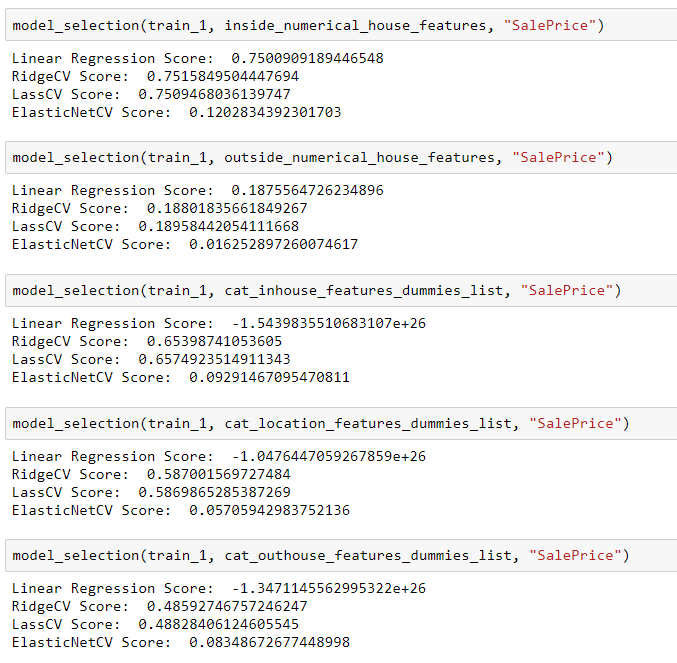 model_selection(train_1, inside_numerical_house_features, "SalePrice")
Linear Regression Score:  0.7500909189446548
RidgeCV Score:  0.7515849504447694
LassCV Score:  0.7509468036139747
ElasticNetCV Score:  0.1202834392301703
model_selection(train_1, outside_numerical_house_features, "SalePrice")
Linear Regression Score:  0.1875564726234896
RidgeCV Score:  0.18801835661849267
LassCV Score:  0.18958442054111668
ElasticNetCV Score:  0.016252897260074617
model_selection(train_1, cat_inhouse_features_dummies_list, "SalePrice")
Linear Regression Score:  -1.5439835510683107e+26
RidgeCV Score:  0.65398741053605
LassCV Score:  0.6574923514911343
ElasticNetCV Score:  0.09291467095470811
model_selection(train_1, cat_location_features_dummies_list, "SalePrice")
Linear Regression Score:  -1.0476447059267859e+26
RidgeCV Score:  0.587001569727484
LassCV Score:  0.5869865285387269
ElasticNetCV Score:  0.05705942983752136
model_selection(train_1, cat_outhouse_features_dummies_list, "SalePrice")
Linear Regression Score:  -1.3471145562995322e+26
RidgeCV Score:  0.48592746757246247
LassCV Score:  0.48828406124605545
ElasticNetCV Score:  0.08348672677448998